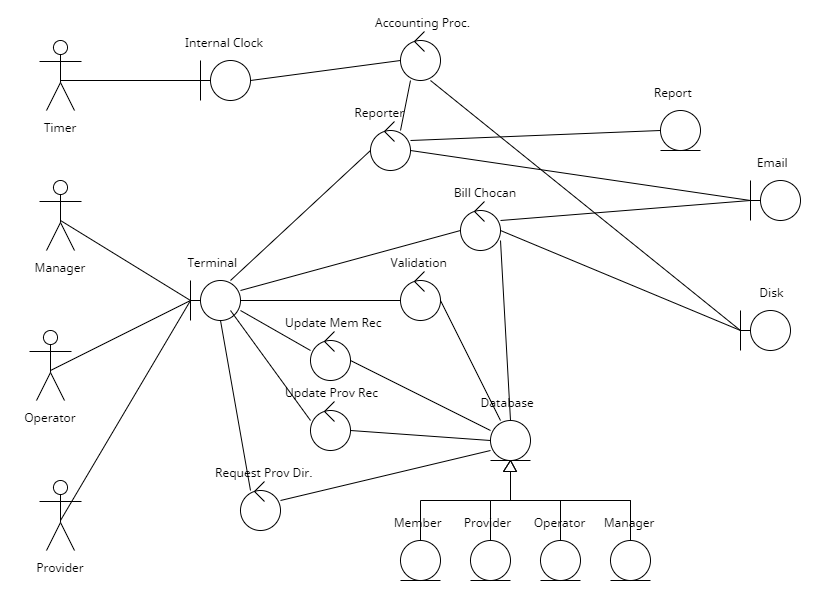 Accounting Proc.
Internal Clock
Timer
Reporter
Report
Email
Bill Chocan
Manager
Terminal
Validation
Disk
Update Mem Rec
Update Prov Rec
Operator
Database
Request Prov Dir.
Member
Provider
Operator
Manager
Provider